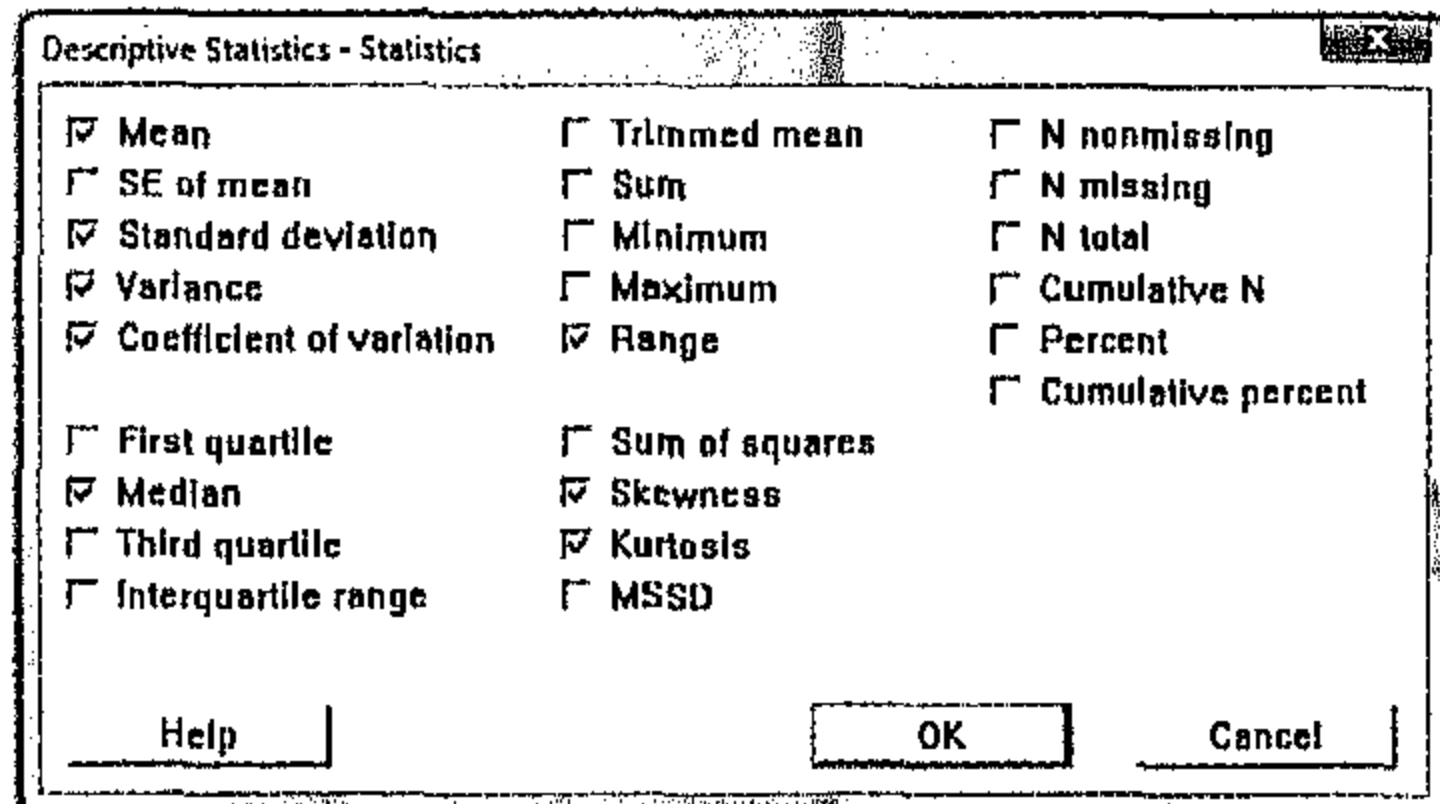 Descriptive Statistics - Statistics
Mean
Trimmed mean
N nonmissing
SE of mean
Sum
N missing
Standard deviation
Minimum
N total
Variance
Maximum
Cumulative N
Coefficient of variation
Range
Percent
Cumulative percent
First quartile
Sum of squares
Median
Skewness
Third quartile
Kurtosis
Interquartile range
MSSD
Help
OK
Cancel